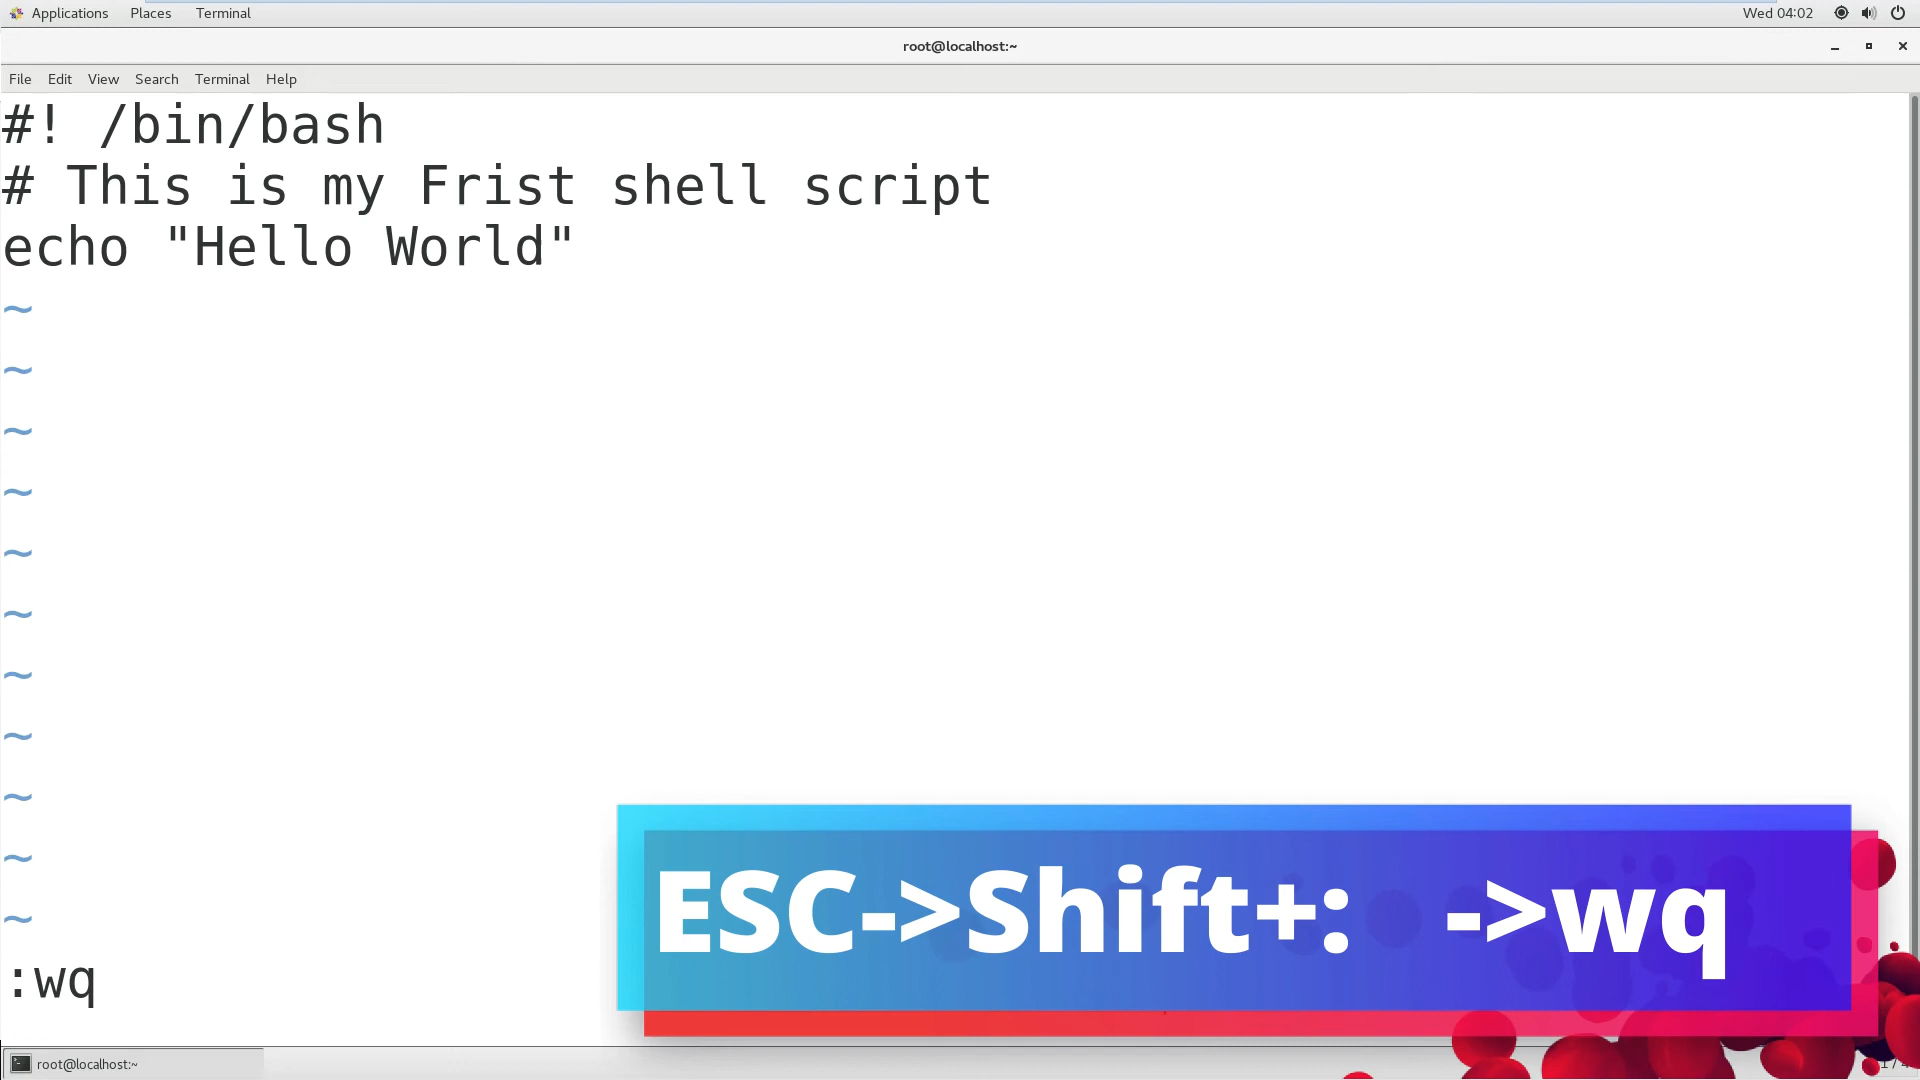 Applications Places Terminal Wed 04:02
root@localhost:~
File Edit View Search Terminal Help
#! /bin/bash
# This is my Frist shell script
echo "Hello World"
~
~
~
~
~
~
~
~
~
~
~
:wq
ESC->Shift+: ->wq
root@localhost:~